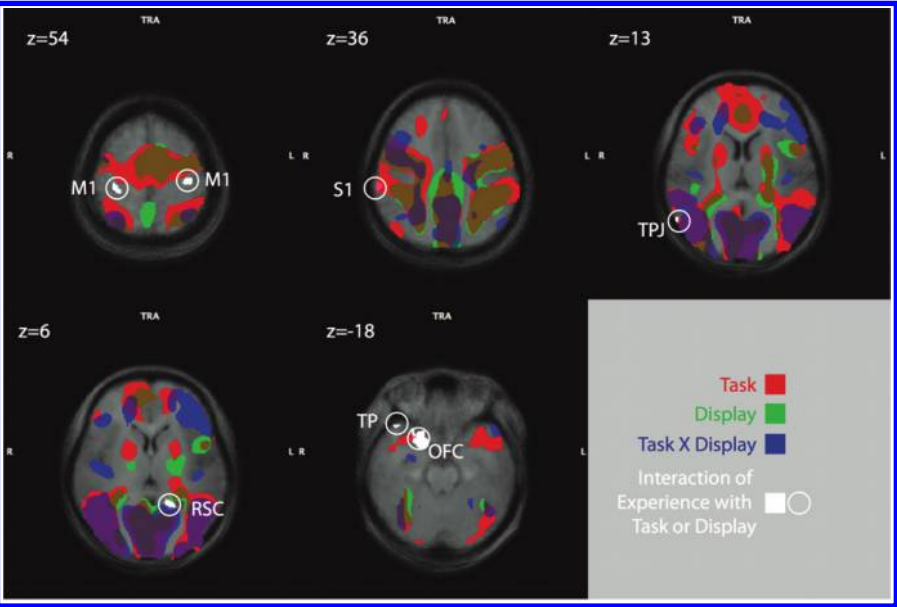 TRA
TRA
TRA
z=54
z=36
z=13
R
L R
L R
L
M1
M1
S1
TPJ
TRA
TRA
z=6
z=-18
R
L R
L
RSC
TP
OFC
Task
Display
Task X Display
Interaction of
Experience with
Task or Display